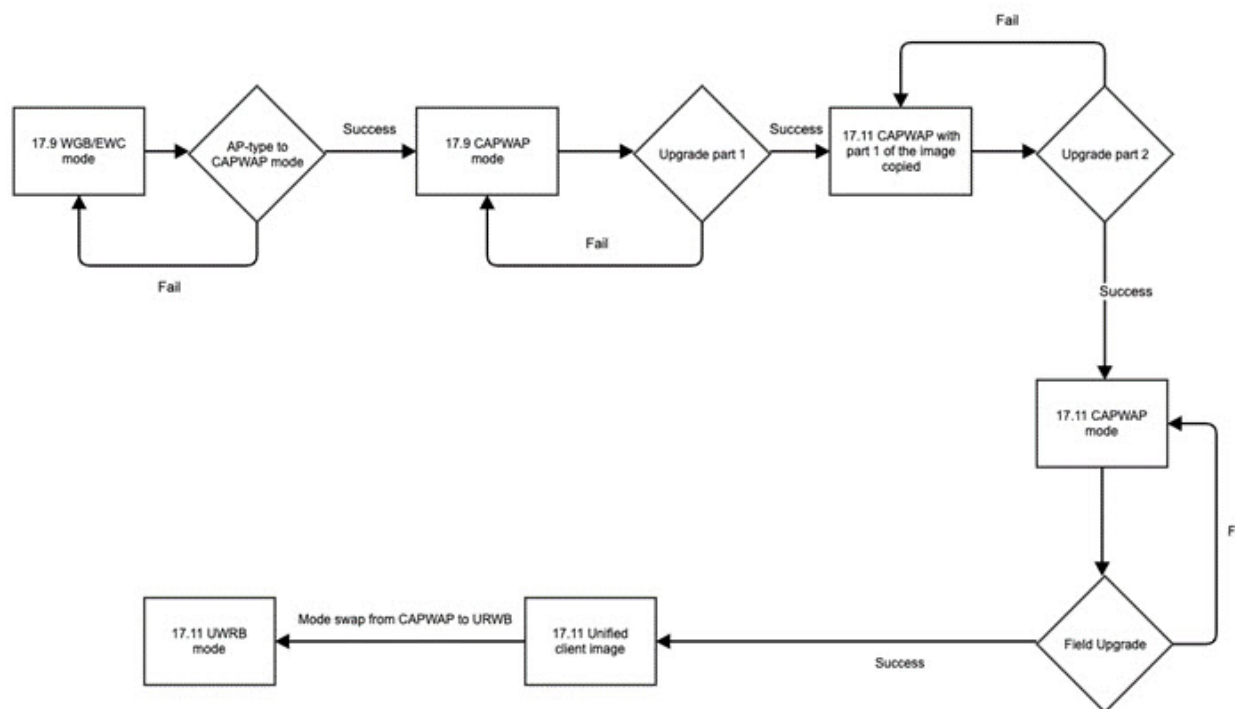 Fail
17.9 WGB/EWC
mode
AP-type to
CAPWAP mode
Success
17.9 CAPWAP
mode
Upgrade part 1
Success
17.11 CAPWAP with
part 1 of the image
copied
Upgrade part 2
Fail
Fail
Success
17.11 CAPWAP
mode
F
Mode swap from CAPWAP to URWB
17.11 UWRB
mode
17.11 Unified
client image
Success
Field Upgrade